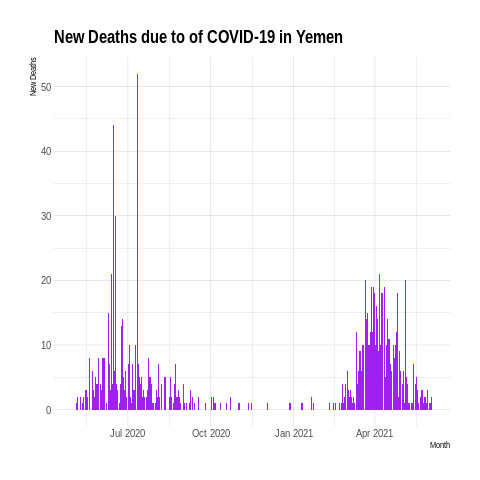 New Deaths due to of COVID-19 in Yemen
New Deaths
50
40
30
20
10
0
Jul 2020 Oct 2020 Jan 2021 Apr 2021
Month